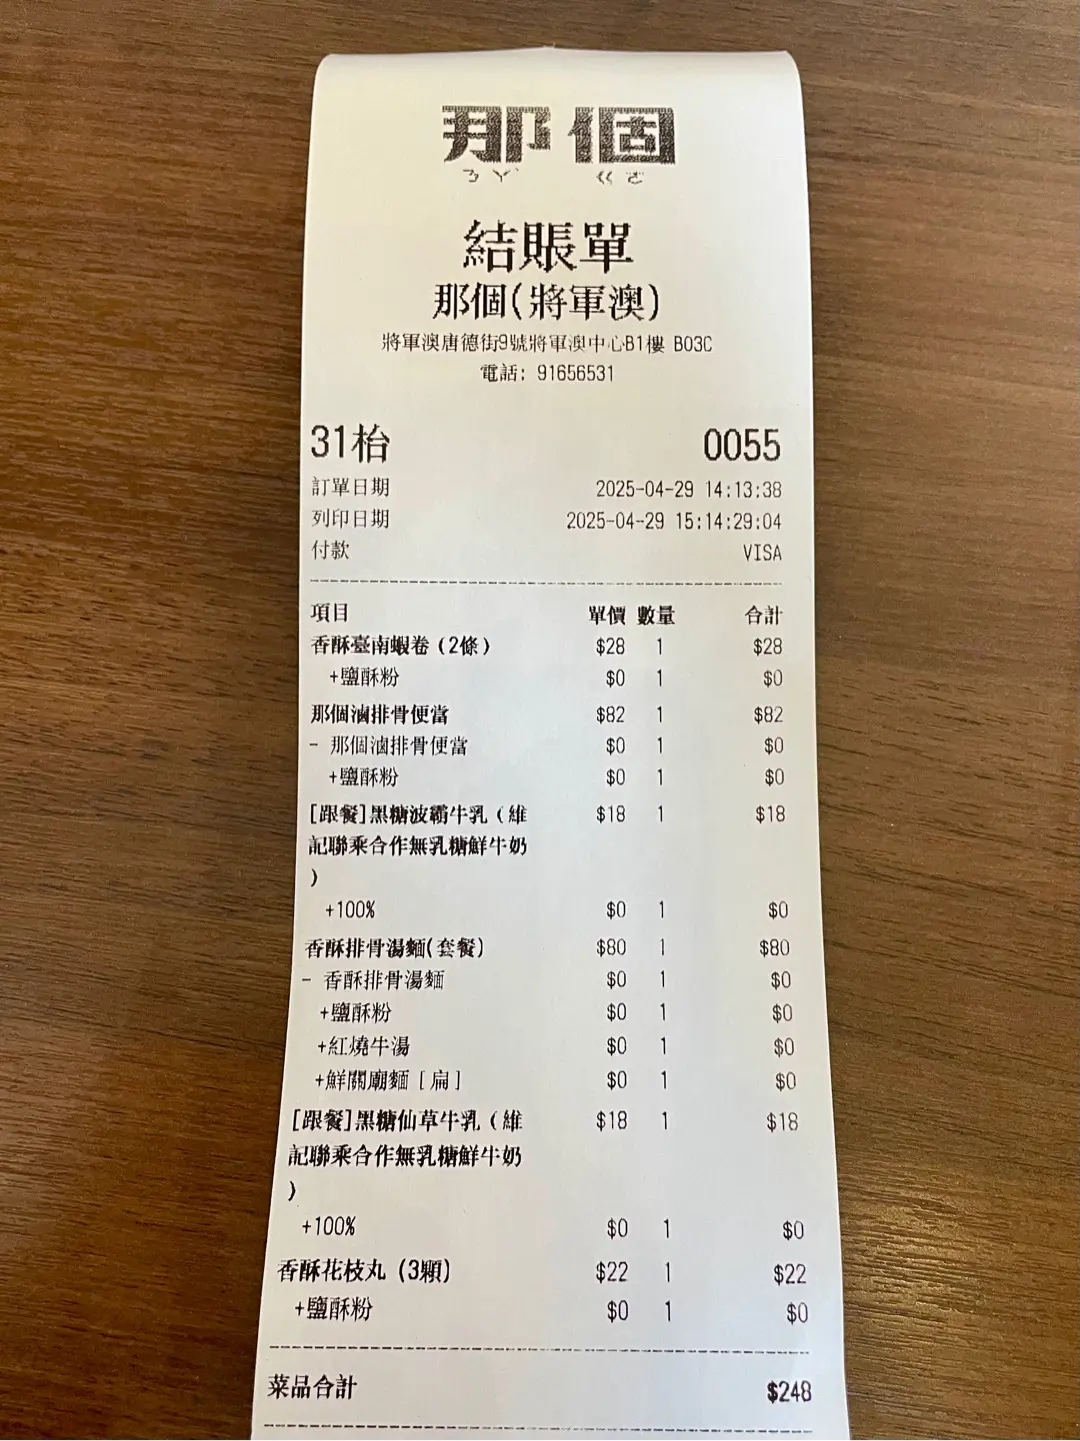 那個
結賬單
那個(將軍澳)
將軍澳唐德街9號將軍澳中心B1樓 B03C
電話: 91656531
31枱 0055
訂單日期 2025-04-29 14:13:38
列印日期 2025-04-29 15:14:29:04
付款 VISA
項目 單價 數量 合計
香酥臺南蝦卷(2條) $28 1 $28
+鹽酥粉 $0 1 $0
那個滷排骨便當 $82 1 $82
- 那個滷排骨便當 $0 1 $0
+鹽酥粉 $0 1 $0
[跟餐]黑糖波霸牛乳(維 $18 1 $18
記聯乘合作無乳糖鮮牛奶
)
+100% $0 1 $0
香酥排骨湯麵(套餐) $80 1 $80
- 香酥排骨湯麵 $0 1 $0
+鹽酥粉 $0 1 $0
+紅燒牛湯 $0 1 $0
+鮮關廟麵[扁] $0 1 $0
[跟餐]黑糖仙草牛乳(維 $18 1 $18
記聯乘合作無乳糖鮮牛奶
)
+100% $0 1 $0
香酥花枝丸(3顆) $22 1 $22
+鹽酥粉 $0 1 $0
菜品合計 $248